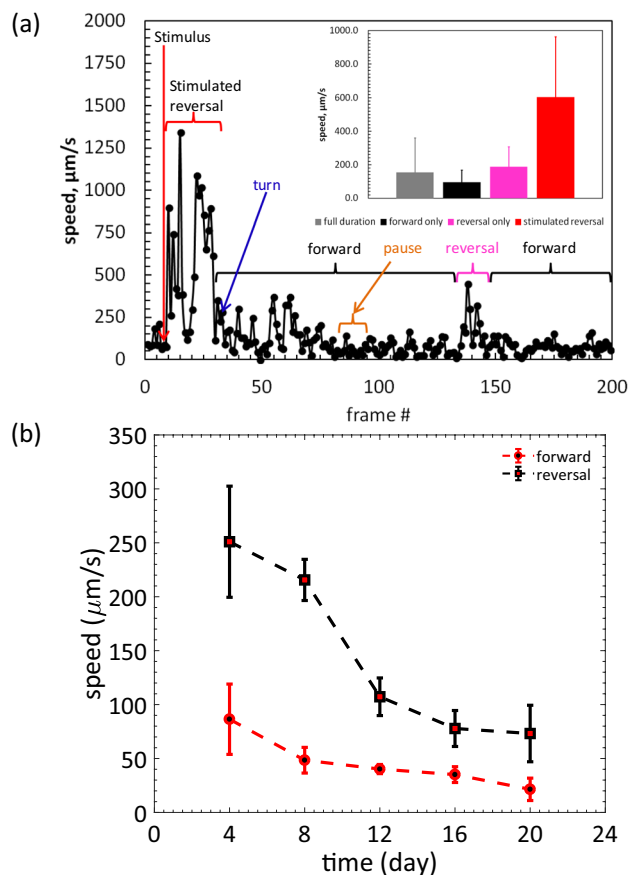 (a)
2000
1750
1500
1250
1000
750
500
250
0
speed, µm/s
Stimulus
Stimulated
reversal
turn
forward
pause
reversal
forward
1000.0
800.0
600.0
400.0
200.0
0.0
speed, µm/s
full duration forward only reversal only stimulated reversal
0 50 100 150 200
frame #
(b)
350
300
250
200
150
100
50
0
speed (µm/s)
forward
reversal
0 4 8 12 16 20 24
time (day)